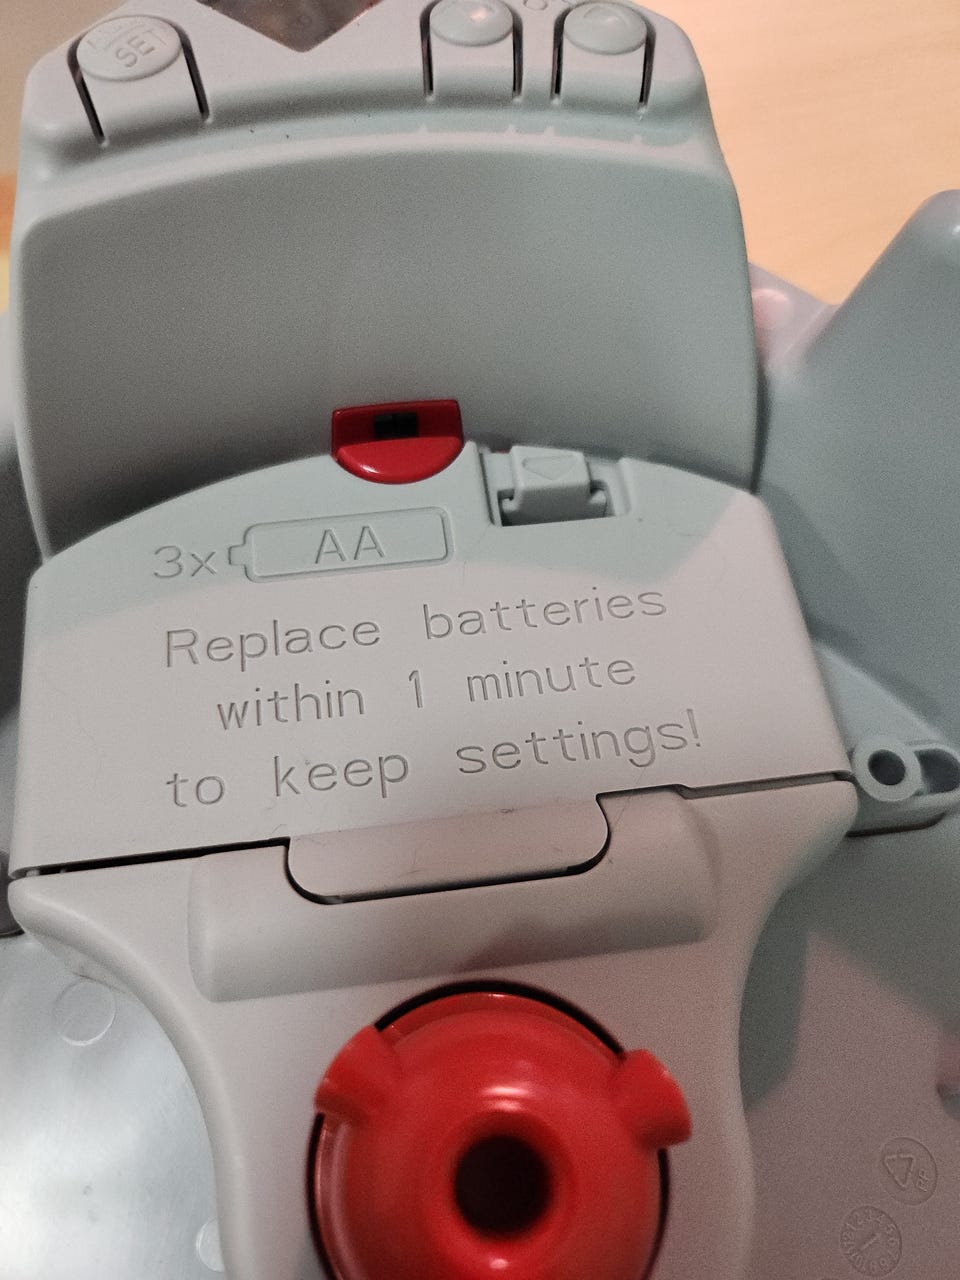 SET
3x AA
Replace batteries
within 1 minute
to keep settings!